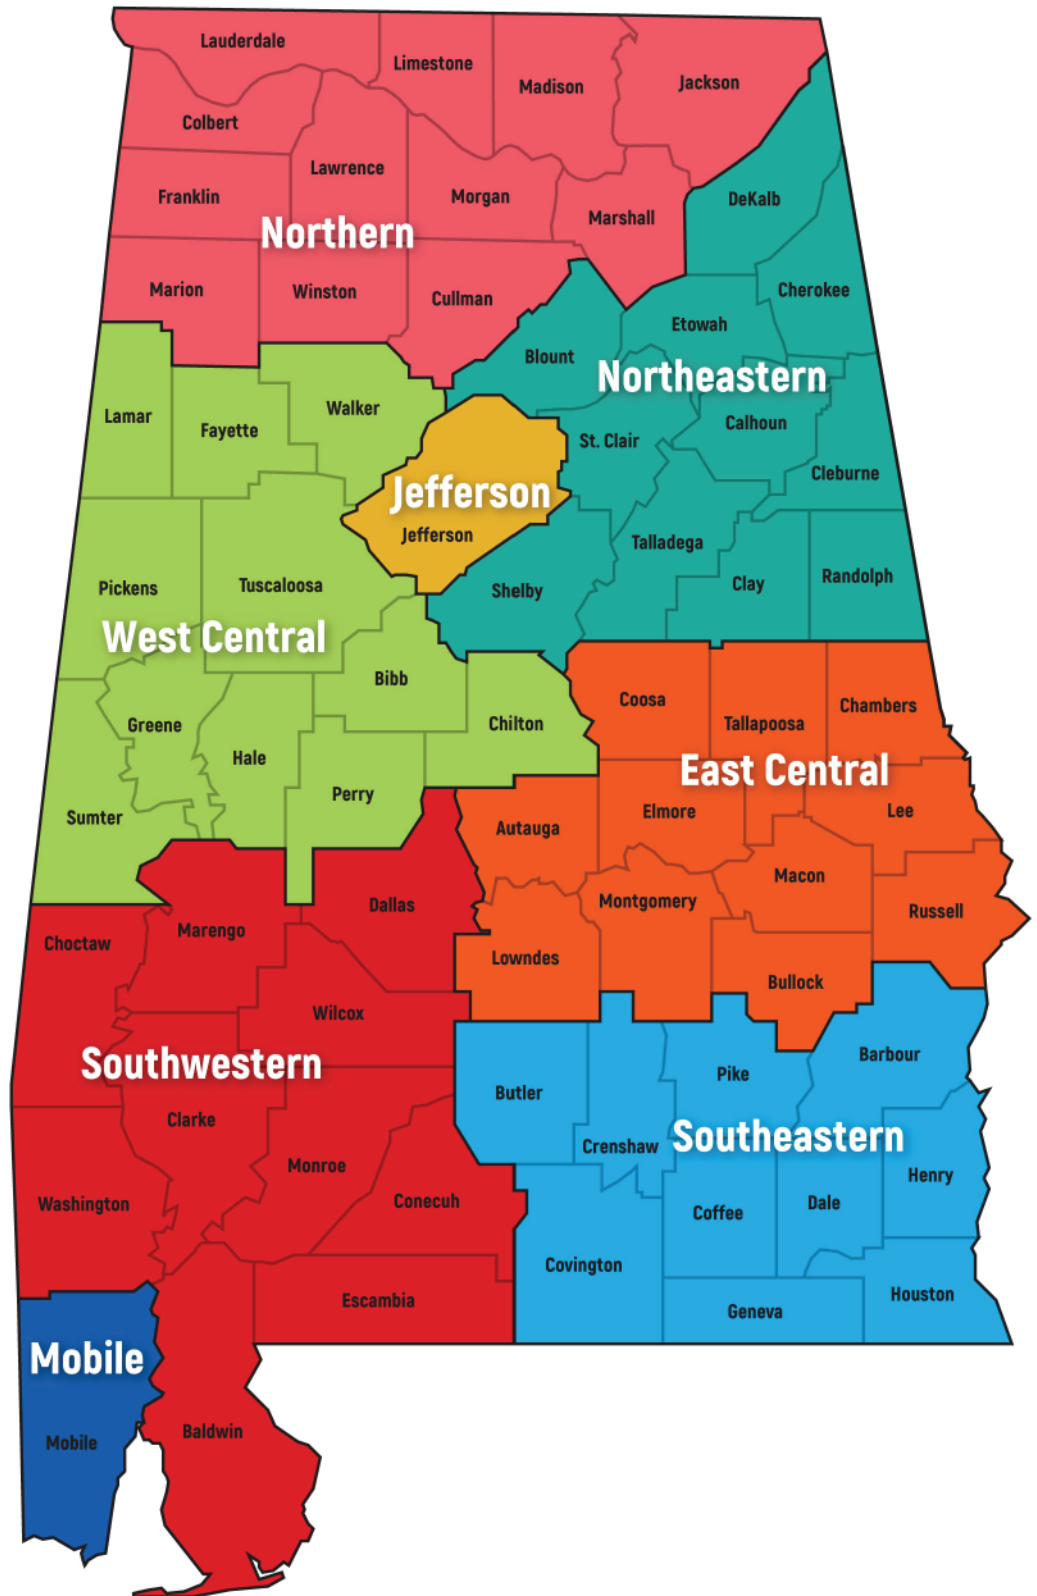 Lauderdale
Limestone
Madison
Jackson
Colbert
Lawrence
Franklin
Morgan
DeKalb
Marshall
Northern
Marion
Winston
Cullman
Cherokee
Etowah
Blount
Northeastern
Lamar
Fayette
Walker
Calhoun
St. Clair
Cleburne
Jefferson
Jefferson
Talladega
Pickens
Tuscaloosa
Shelby
Clay
Randolph
West Central
Bibb
Coosa
Greene
Chilton
Tallapoosa
Chambers
Hale
East Central
Perry
Sumter
Autauga
Elmore
Lee
Macon
Dallas
Montgomery
Russell
Choctaw
Marengo
Lowndes
Bullock
Wilcox
Southwestern
Barbour
Pike
Butler
Clarke
Crenshaw
Southeastern
Monroe
Henry
Washington
Conecuh
Coffee
Dale
Covington
Escambia
Geneva
Houston
Mobile
Mobile
Baldwin